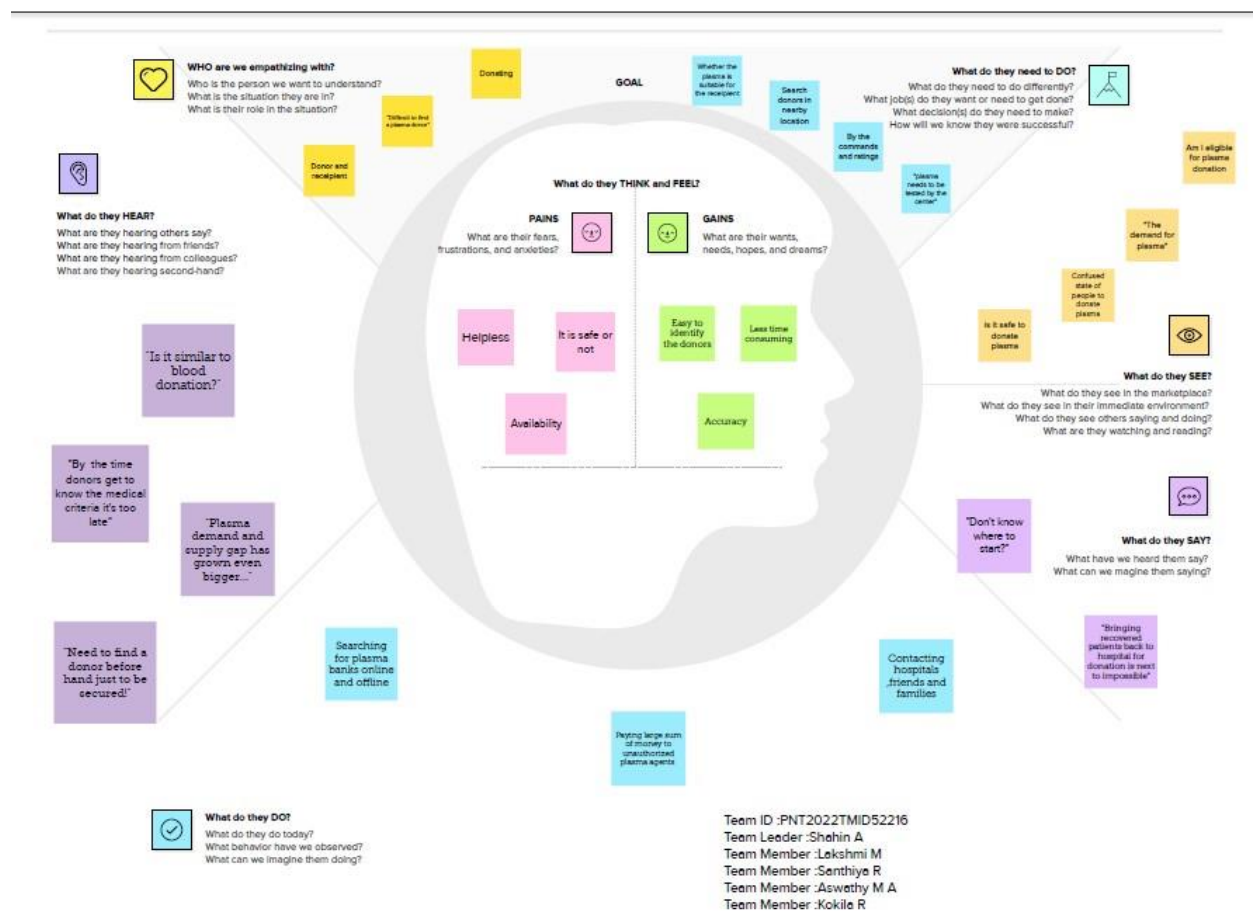 WHO are we empathizing with?
Who is the person we want to understand?
What is the situation they are in?
What is their role in the situation?
Donating
"Difficult to find
a plasma donor"
Donor and
receipient
GOAL
Whether the
plasma is
suitable for
the receipient
Search
donors in
nearby
location
By the
commands
and ratings
"plasma
needs to be
tested by the
center"
What do they need to DO?
What do they need to do differently?
What job(s) do they want or need to get done?
What decision(s) do they need to make?
How will we know they were successful?
Am I eligible
for plasma
donation
"The
demand for
plasma"
Confused
state of
people to
donate
plasma
Is it safe to
donate
plasma
What do they SEE?
What do they see in the marketplace?
What do they see in their immediate environment?
What do they see others saying and doing?
What are they watching and reading?
What do they HEAR?
What are they hearing others say?
What are they hearing from friends?
What are they hearing from colleagues?
What are they hearing second-hand?
"Is it similar to
blood
donation?"
"By the time
donors get to
know the medical
criteria it's too
late"
"Plasma
demand and
supply gap has
grown even
bigger..."
"Need to find a
donor before
hand just to be
secured!"
What do they THINK and FEEL?
PAINS
What are their fears,
frustrations, and anxieties?
Helpless
It is safe or
not
Availability
GAINS
What are their wants,
needs, hopes, and dreams?
Easy to
identify
the donors
Less time
consuming
Accuracy
"Don't know
where to
start?"
What do they SAY?
What have we heard them say?
What can we magine them saying?
"Bringing
recovered
patients back to
hospital for
donation is next
to impossible"
Searching
for plasma
banks online
and offline
Paying large sum
of money to
unauthorized
plasma agents
Contacting
hospitals
,friends and
families
What do they DO?
What do they do today?
What behavior have we observed?
What can we imagine them doing?
Team ID :PNT2022TMID52216
Team Leader :Shahin A
Team Member :Lakshmi M
Team Member :Santhiya R
Team Member :Aswathy M A
Team Member :Kokila R